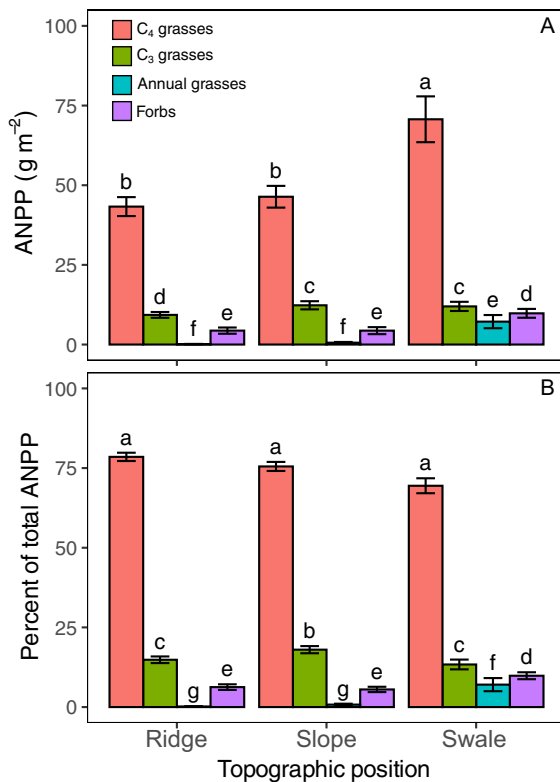 100
75
50
25
0
ANPP (g m⁻²)
A
C₄ grasses
C₃ grasses
Annual grasses
Forbs
b d f e
b c f e
a c e d
100
75
50
25
0
Percent of total ANPP
B
a c g e
a b g e
a c f d
Ridge Slope Swale
Topographic position